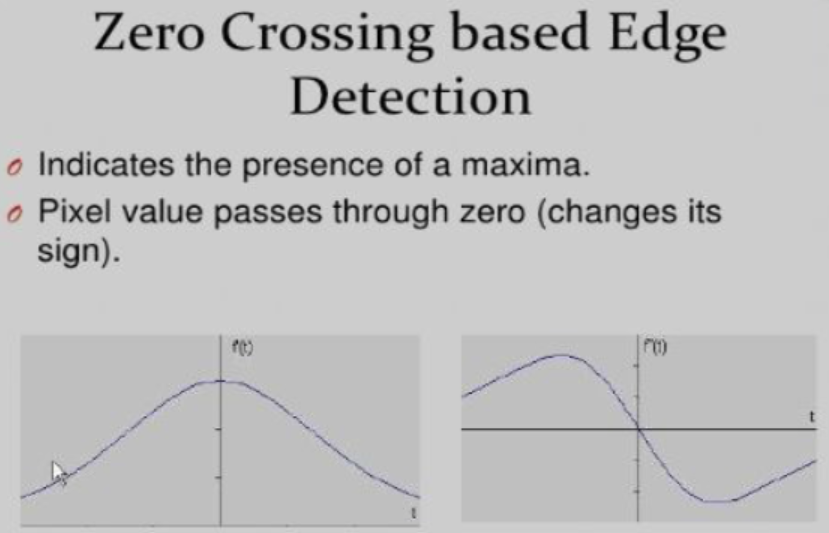 Zero Crossing based Edge
Detection
Indicates the presence of a maxima.
Pixel value passes through zero (changes its
sign).
f'(t)
t
f''(t)
t